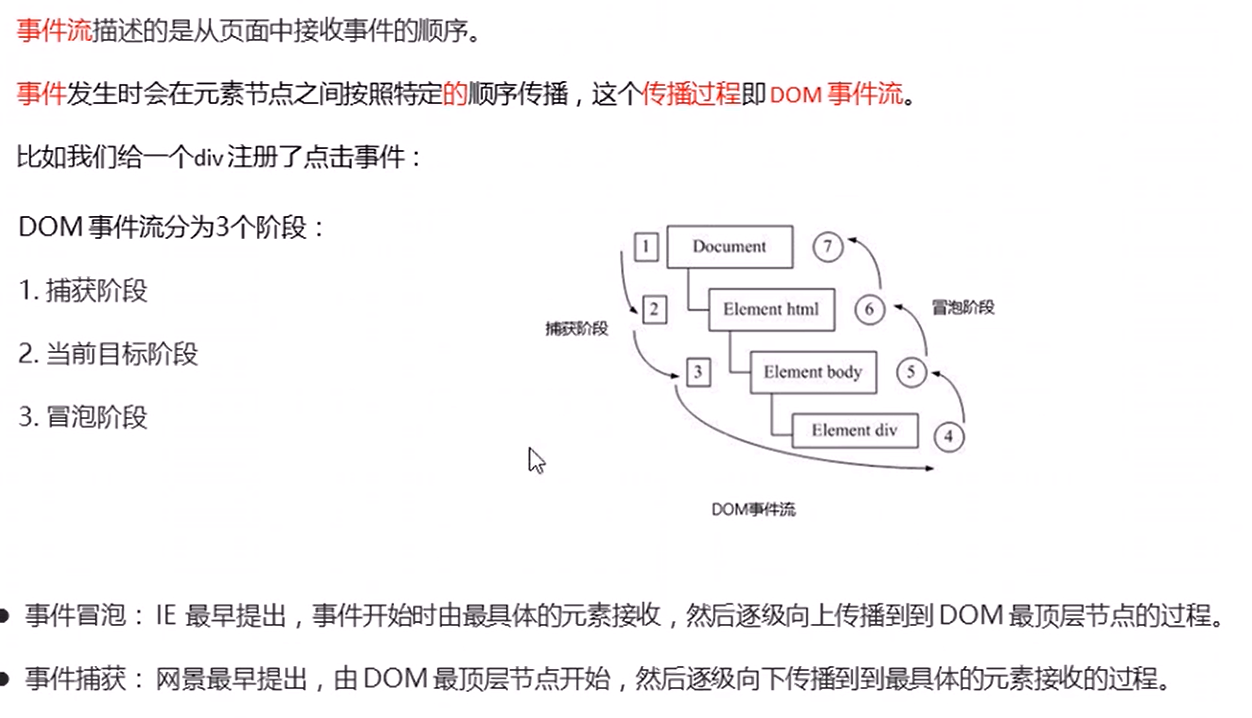 事件流描述的是从页面中接收事件的顺序。
事件发生时会在元素节点之间按照特定的顺序传播，这个传播过程即DOM 事件流。
比如我们给一个div注册了点击事件：
DOM 事件流分为3个阶段：
1. 捕获阶段
2. 当前目标阶段
3. 冒泡阶段
1 Document 7
2 Element html 6 冒泡阶段
捕获阶段
3 Element body 5
Element div 4
DOM事件流
● 事件冒泡： IE 最早提出，事件开始时由最具体的元素接收，然后逐级向上传播到到 DOM 最顶层节点的过程。
● 事件捕获： 网景最早提出，由 DOM 最顶层节点开始，然后逐级向下传播到到最具体的元素接收的过程。